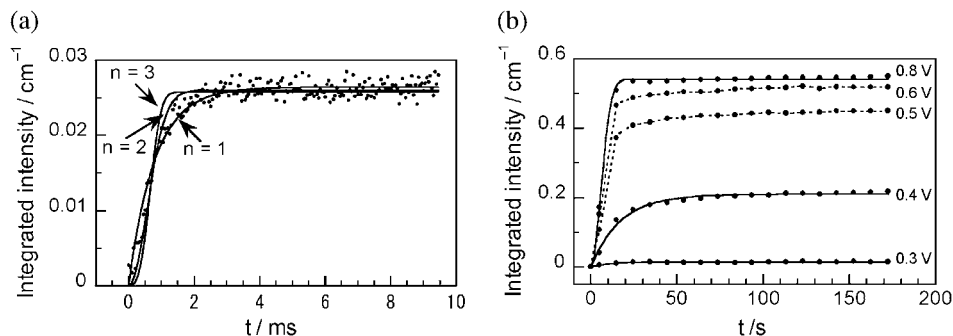 (a)
Integrated intensity / cm⁻¹
0.03
0.02
0.01
0
n = 3
n = 2
n = 1
0 2 4 6 8 10
t / ms
(b)
Integrated intensity / cm⁻¹
0.6
0.4
0.2
0
0.8 V
0.6 V
0.5 V
0.4 V
0.3 V
0 50 100 150 200
t /s